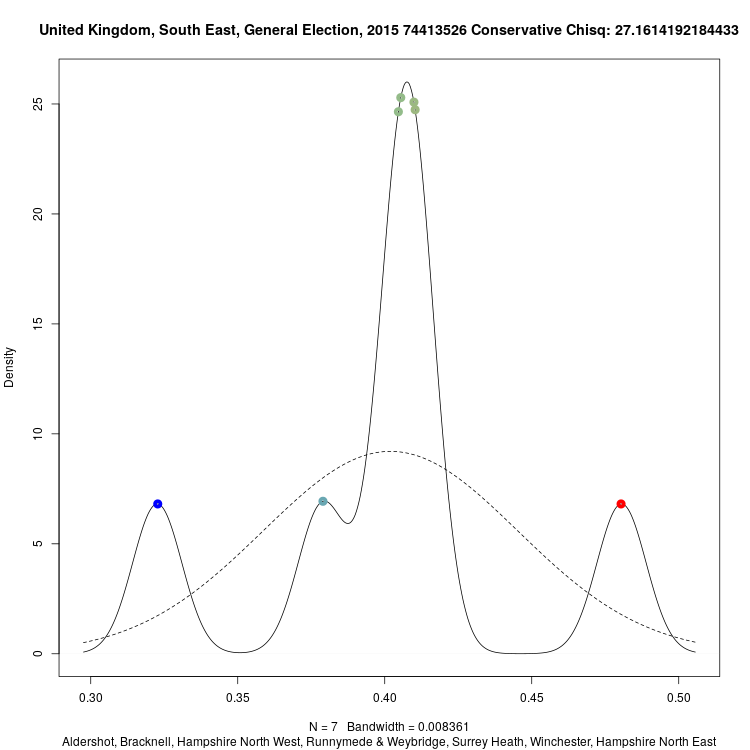 United Kingdom, South East, General Election, 2015 74413526 Conservative Chisq: 27.1614192184433
Density
25
20
15
10
5
0
0.30 0.35 0.40 0.45 0.50
N = 7 Bandwidth = 0.008361
Aldershot, Bracknell, Hampshire North West, Runnymede & Weybridge, Surrey Heath, Winchester, Hampshire North East